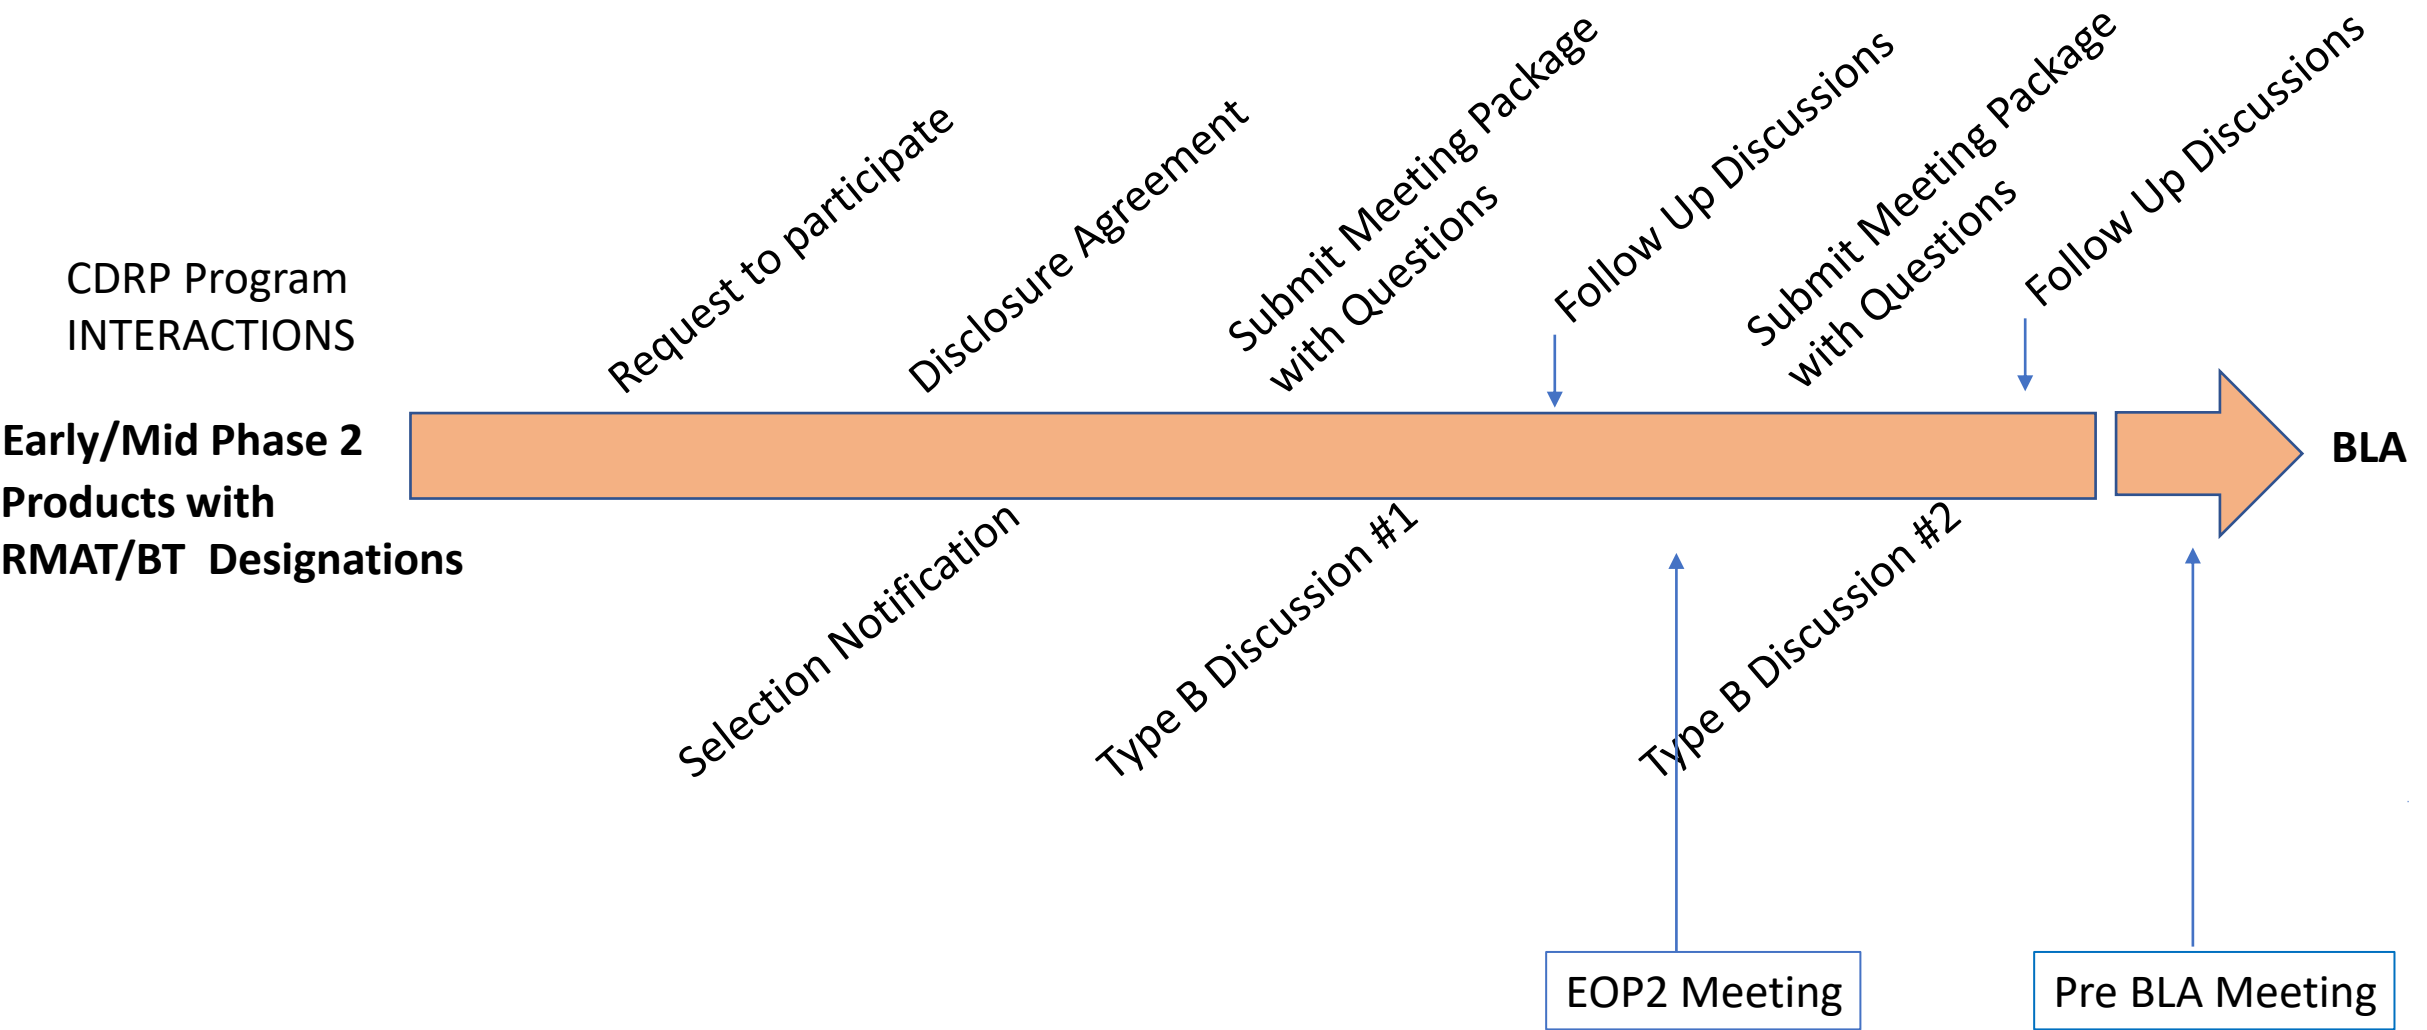 Request to participate
Disclosure Agreement
Submit Meeting Package
with Questions
Follow Up Discussions
Submit Meeting Package
with Questions
Follow Up Discussions
CDRP Program
INTERACTIONS
Early/Mid Phase 2
Products with
RMAT/BT  Designations
BLA
Selection Notification
Type B Discussion #1
Type B Discussion #2
EOP2 Meeting
Pre BLA Meeting